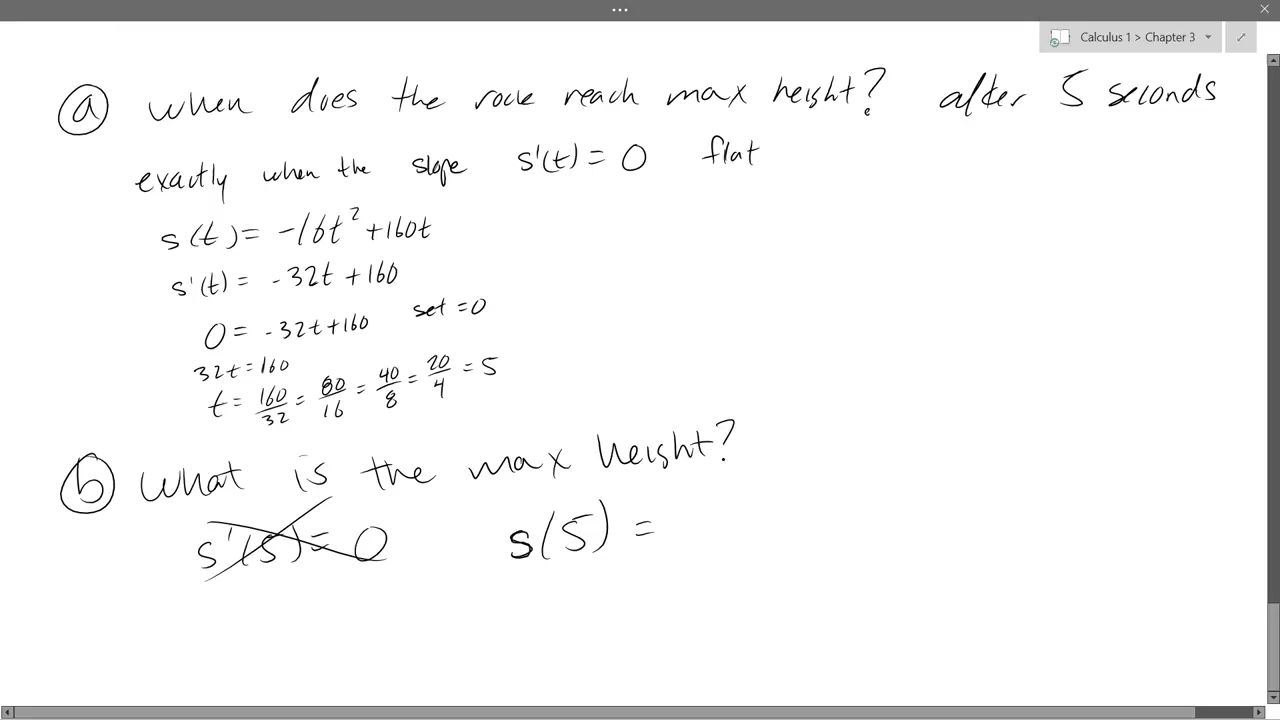 ...
Calculus 1 > Chapter 3
ⓐ when does the rock reach max height? after 5 seconds
exactly when the slope s'(t) = 0 flat
s(t) = -16t² + 160t
s'(t) = -32t + 160
0 = -32t + 160 set = 0
32t = 160
t = 160/32 = 80/16 = 40/8 = 20/4 = 5
ⓑ What is the max height?
s'(5) = 0 s(5) =